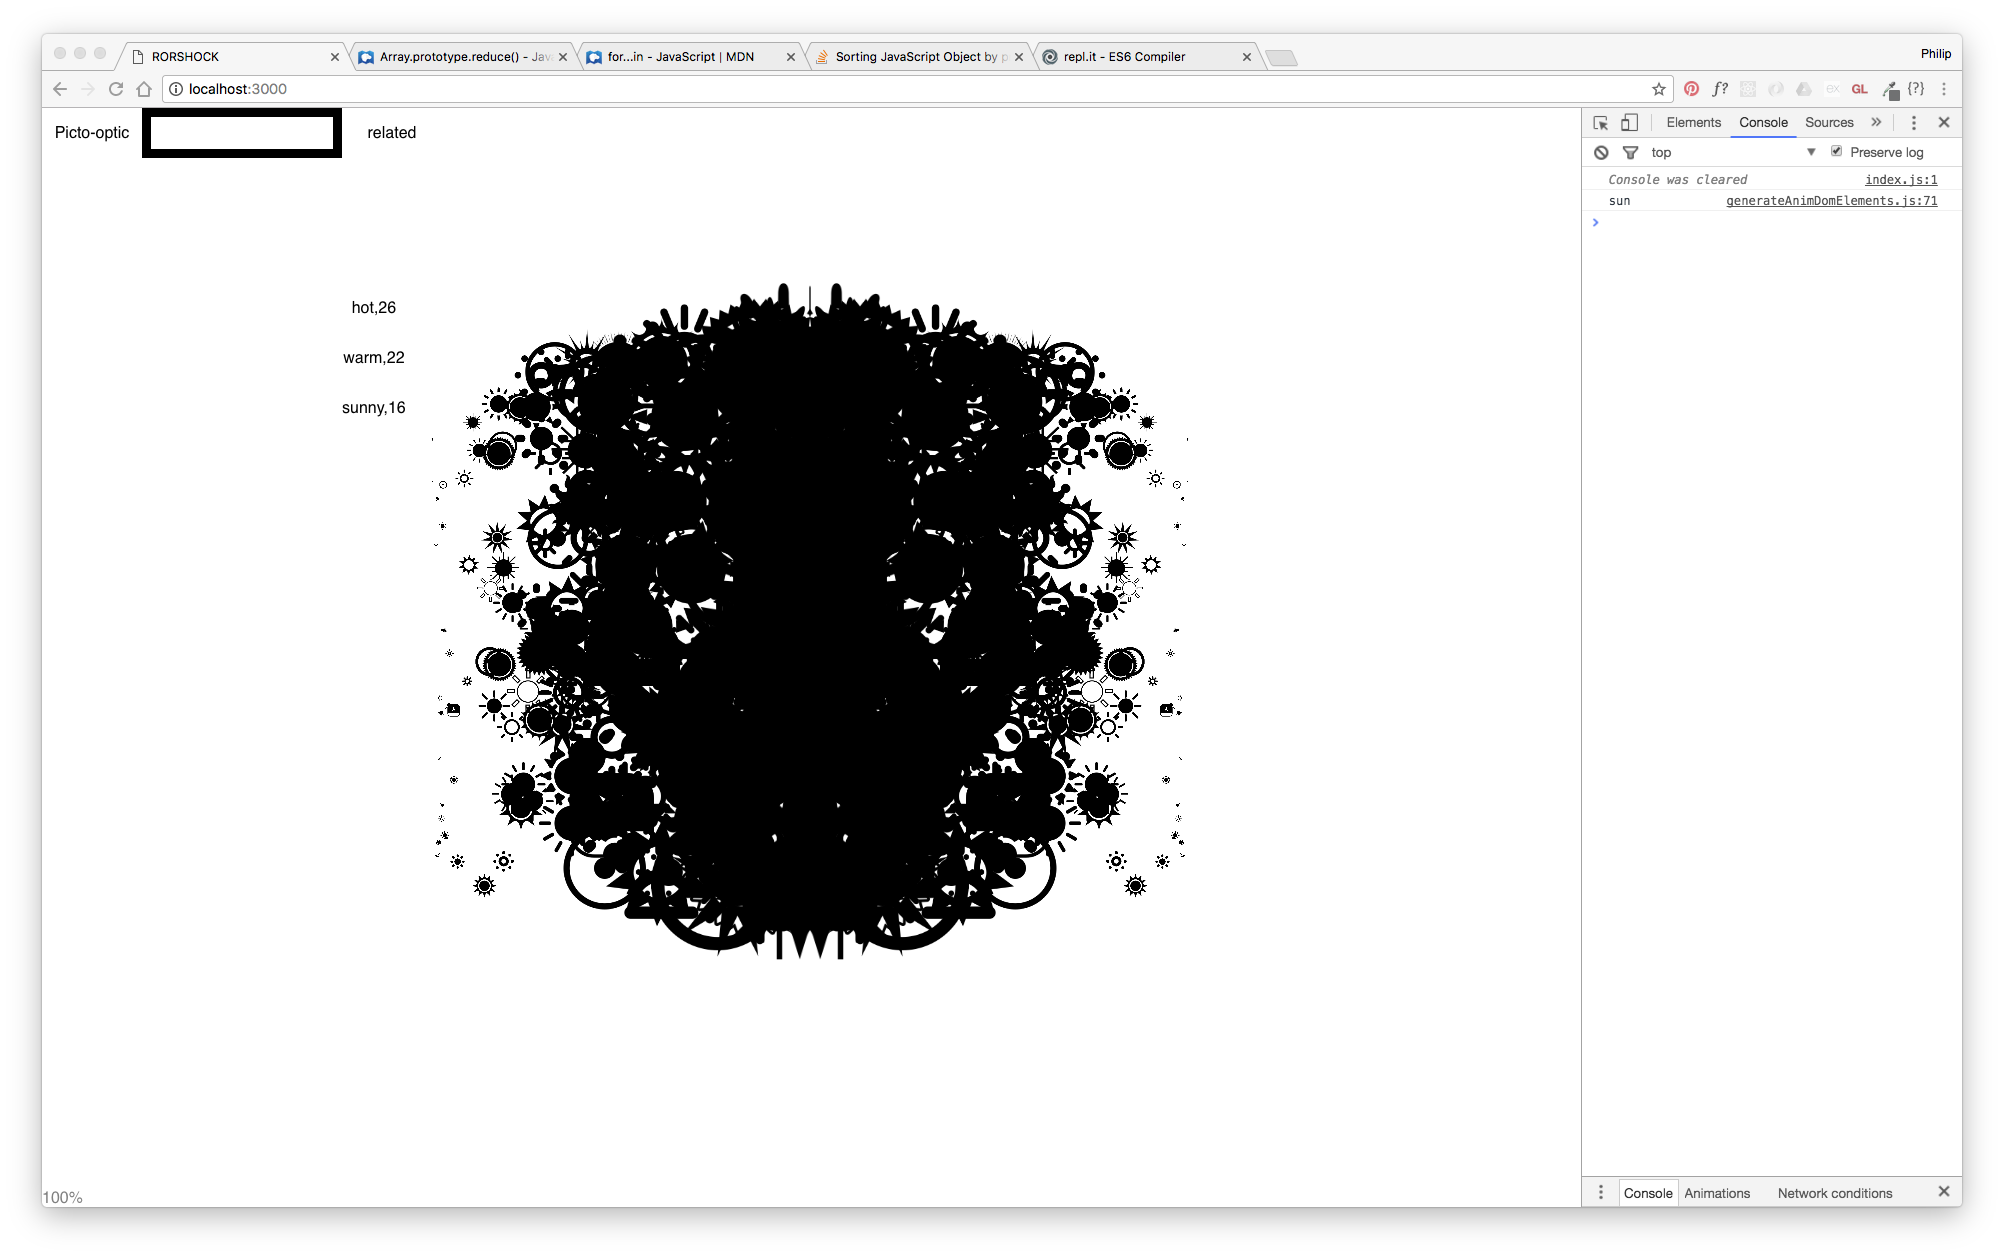 RORSHOCK
Array.prototype.reduce() - Jav
for...in - JavaScript | MDN
Sorting JavaScript Object by p
repl.it - ES6 Compiler
Philip
localhost:3000
f?
ex
GL
{?}
Picto-optic
related
Elements
Console
Sources
top
Preserve log
Console was cleared
index.js:1
sun
generateAnimDomElements.js:71
hot,26
warm,22
sunny,16
100%
Console
Animations
Network conditions